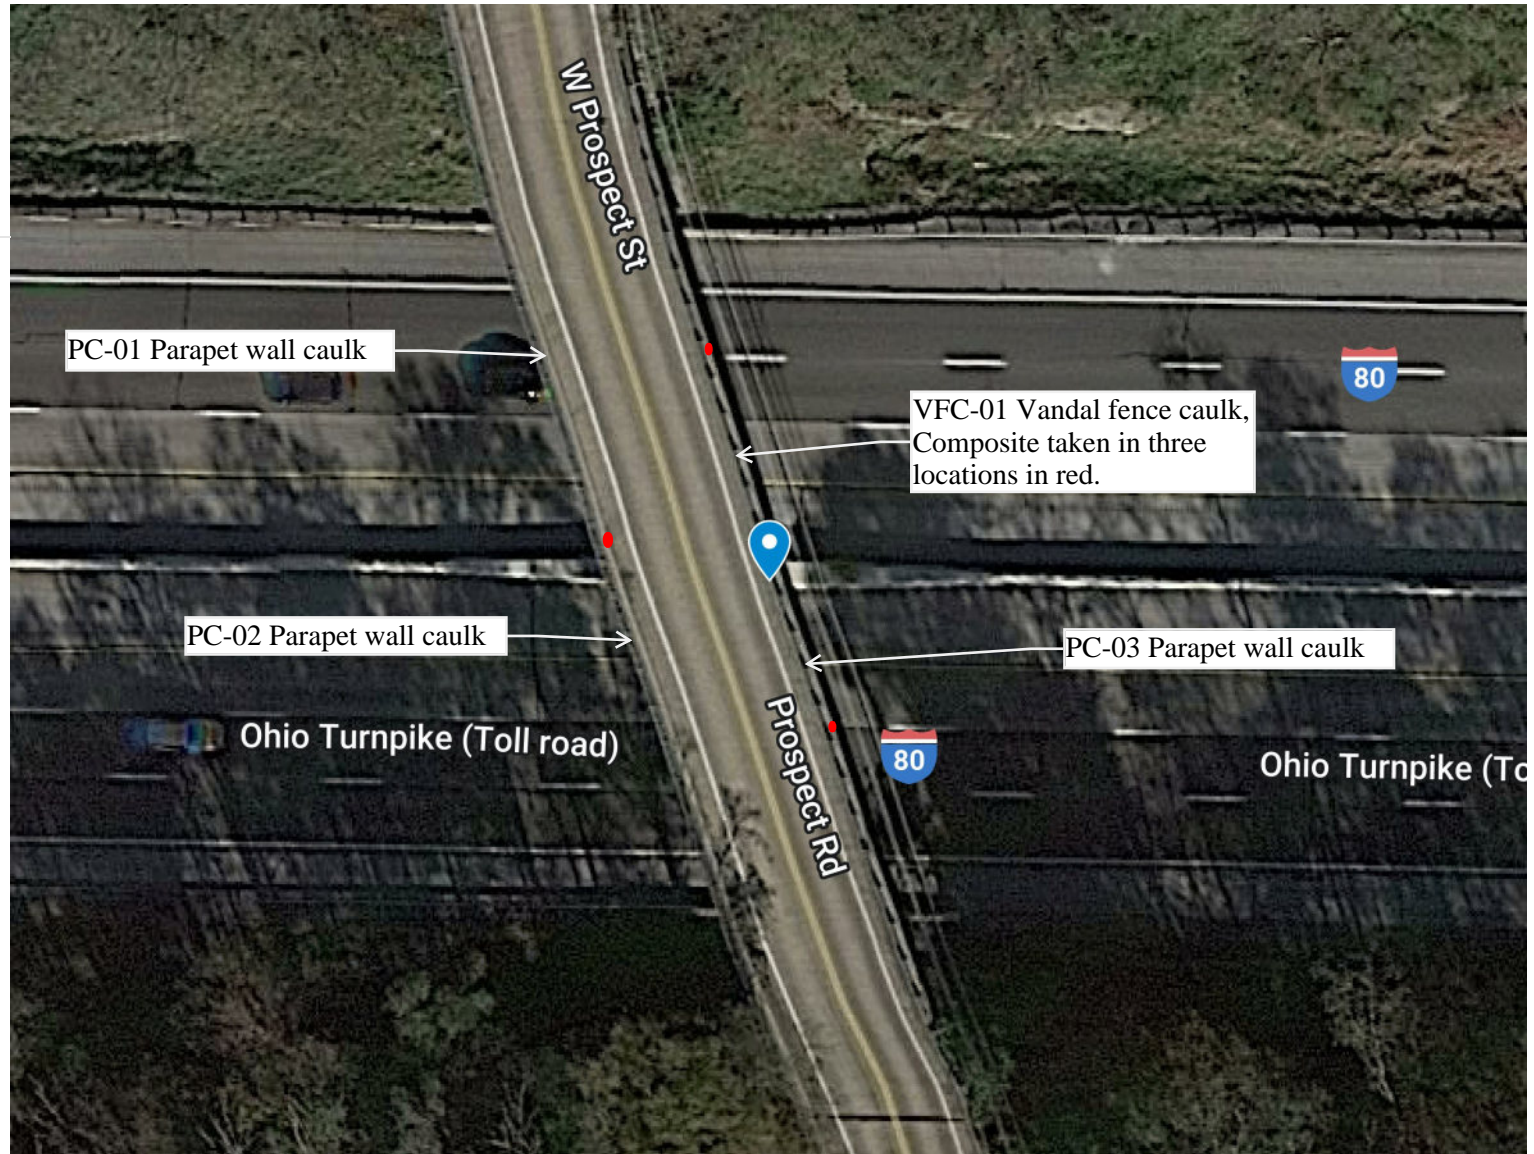 W Prospect St
PC-01 Parapet wall caulk
80
VFC-01 Vandal fence caulk,
Composite taken in three
locations in red.
PC-02 Parapet wall caulk
PC-03 Parapet wall caulk
Ohio Turnpike (Toll road)
Prospect Rd
80
Ohio Turnpike (To